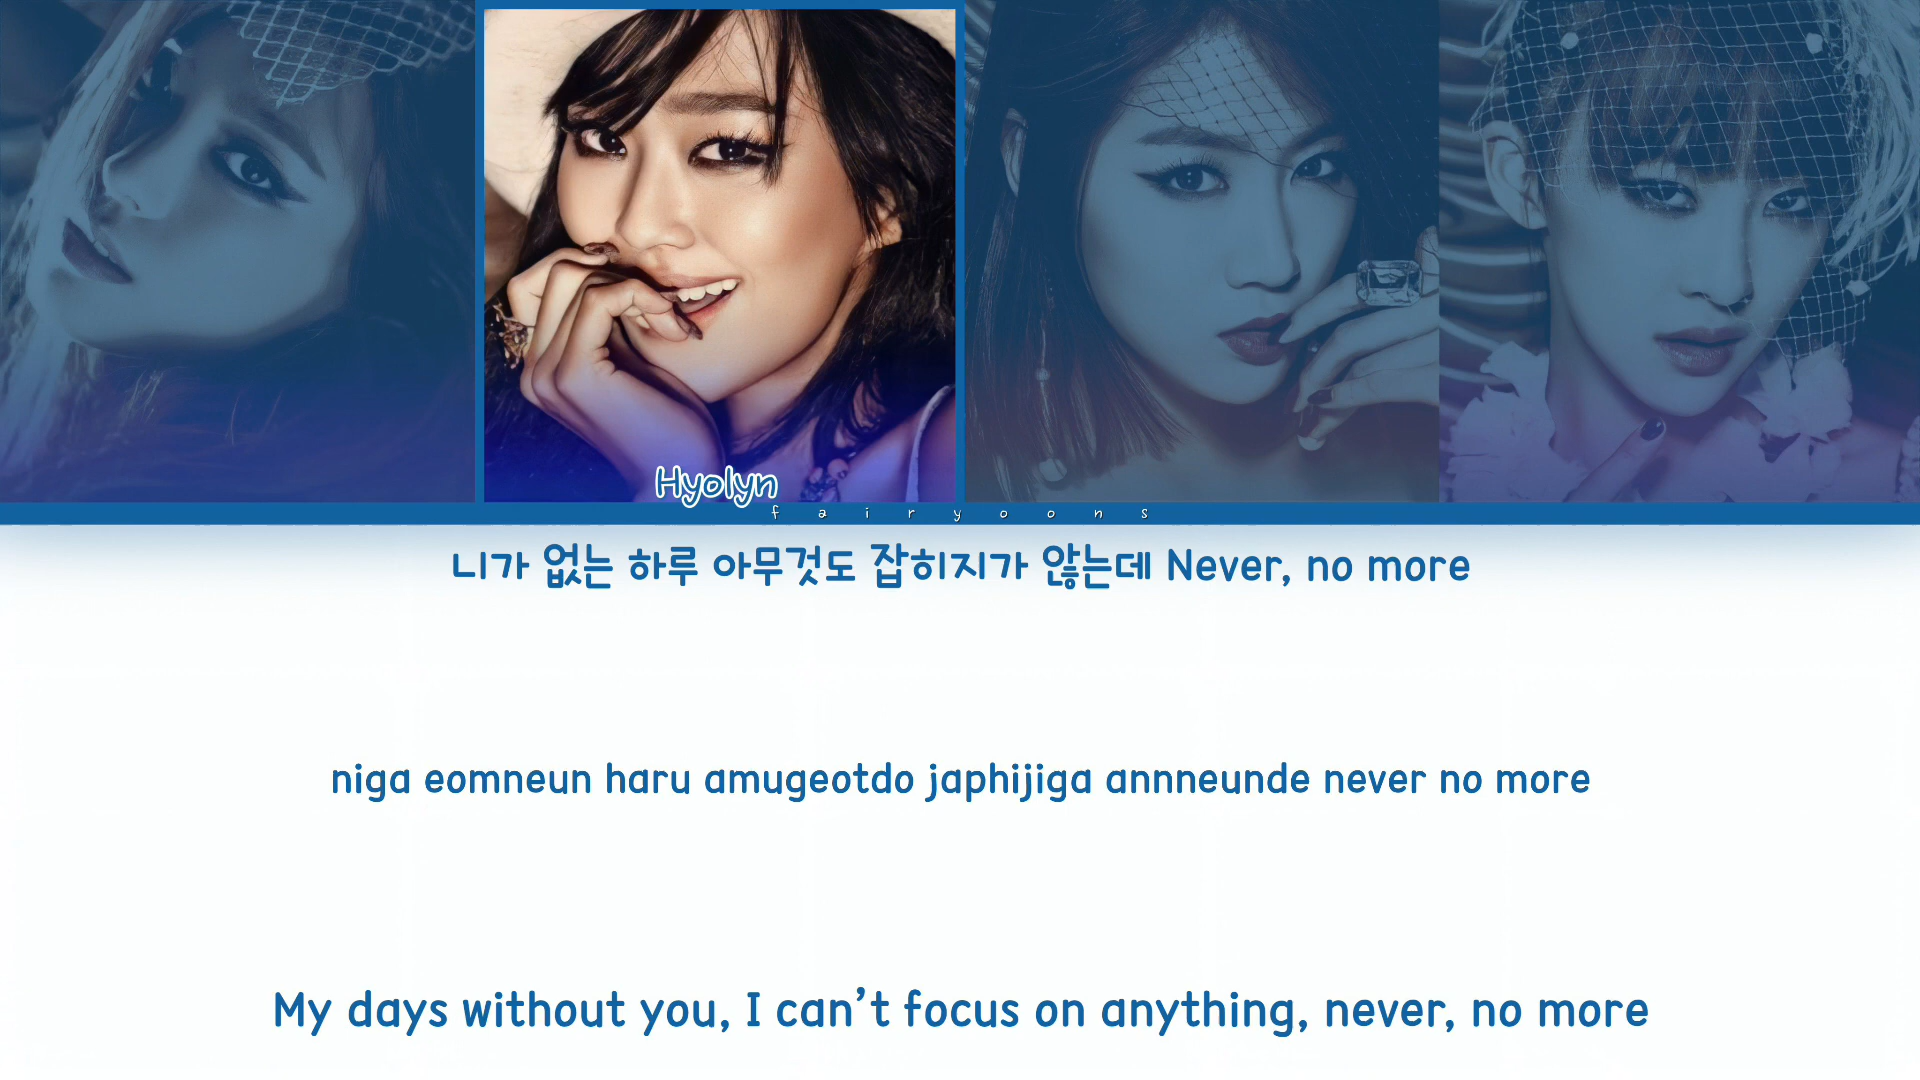 Hyolyn
fairyoons
니가 없는 하루 아무것도 잡히지가 않는데 Never, no more
niga eomneun haru amugeotdo japhijiga annneunde never no more
My days without you, I can’t focus on anything, never, no more